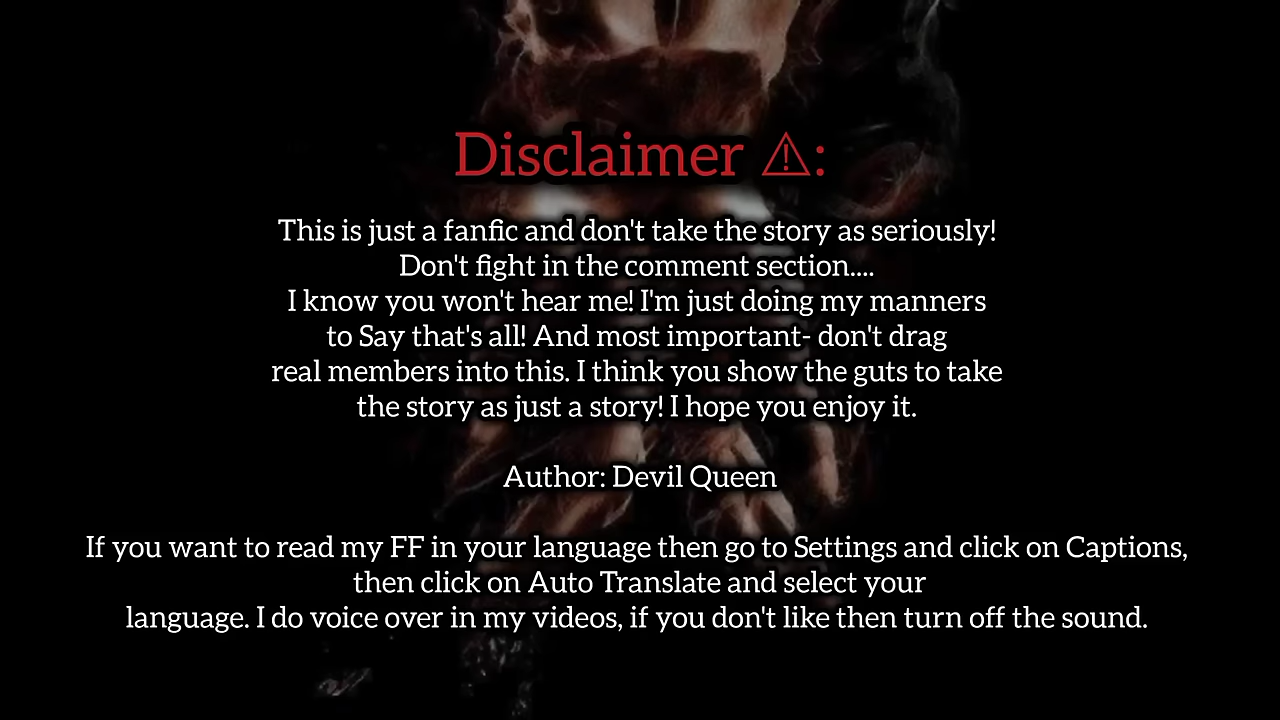 Disclaimer ⚠:
This is just a fanfic and don't take the story as seriously!
Don't fight in the comment section....
I know you won't hear me! I'm just doing my manners
to Say that's all! And most important- don't drag
real members into this. I think you show the guts to take
the story as just a story! I hope you enjoy it.
Author: Devil Queen
If you want to read my FF in your language then go to Settings and click on Captions,
then click on Auto Translate and select your
language. I do voice over in my videos, if you don't like then turn off the sound.